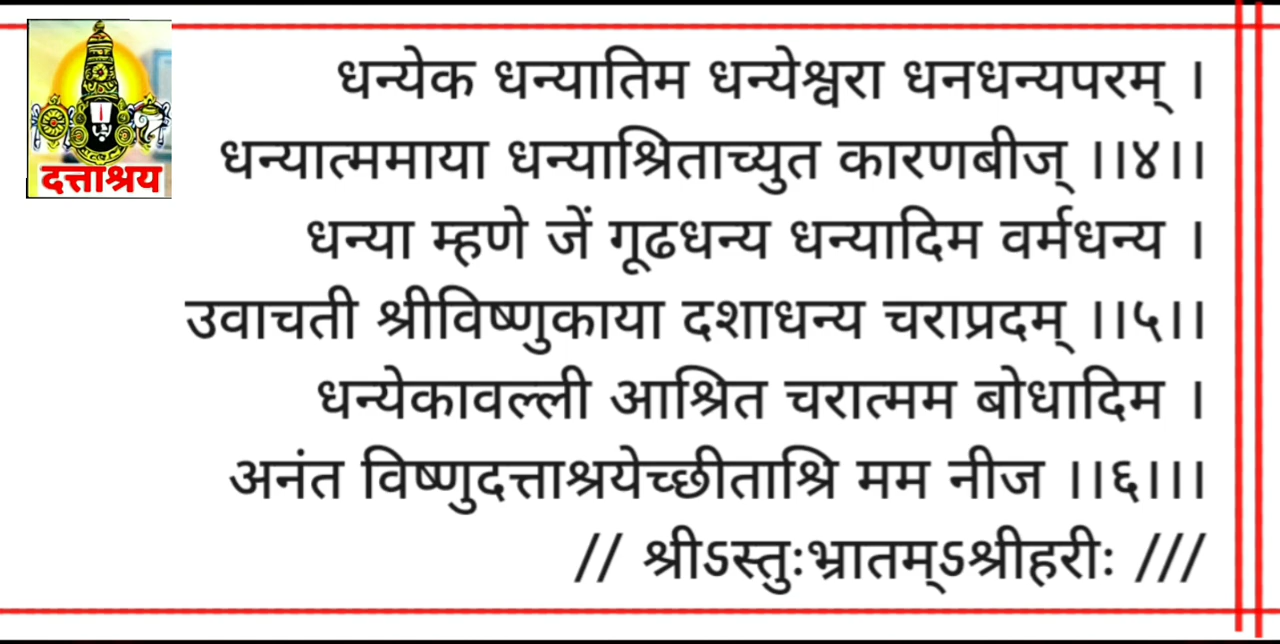 दत्ताश्रय
धन्येक धन्यातिम धन्येश्वरा धनधन्यपरम् ।
धन्यात्ममाया धन्याश्रिताच्युत कारणबीज् ।।४।।
धन्या म्हणे जें गूढधन्य धन्यादिम वर्मधन्य ।
उवाचती श्रीविष्णुकाया दशाधन्य चराप्रदम् ।।५।।
धन्येकावल्ली आश्रित चरात्मम बोधादिम ।
अनंत विष्णुदत्ताश्रयेच्छीताश्रि मम नीज ।।६।।।
// श्रीऽस्तुःभ्रातम्ऽश्रीहरीः ///